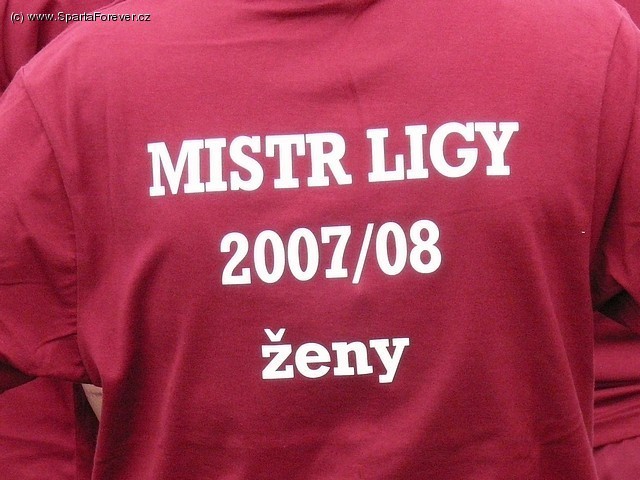 (c) www.SpartaForever.cz
MISTR LIGY
2007/08
ženy